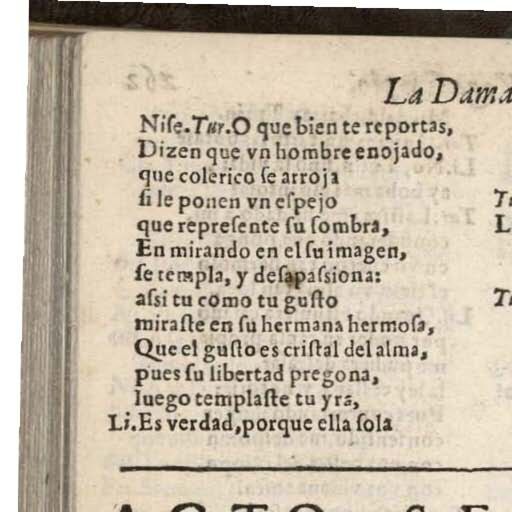 La Dama
Nise.Tur.O que bien te reportas,
Dizen que vn hombre enojado,
que colerico se arroja
si le ponen vn espejo
que represente su sombra,
En mirando en el su imagen,
se templa, y desapassiona:
assi tu como tu gusto
miraste en su hermana hermosa,
Que el gusto es cristal del alma,
pues su libertad pregona,
luego templaste tu yra,
Li.Es verdad,porque ella sola